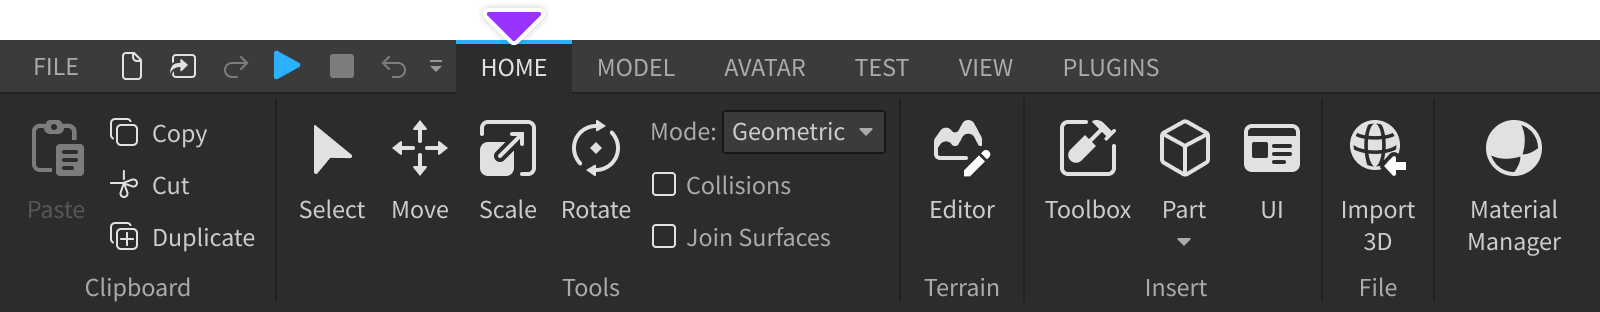 FILE HOME MODEL AVATAR TEST VIEW PLUGINS
Paste
Copy
Cut
Duplicate
Clipboard
Select Move Scale Rotate
Mode: Geometric
Collisions
Join Surfaces
Tools
Editor
Terrain
Toolbox Part UI
Insert
Import
3D
File
Material
Manager